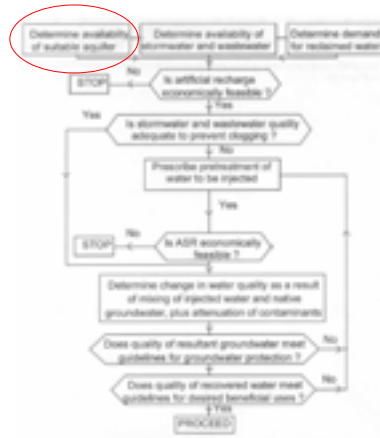 Determine availability
of suitable aquifer
Determine availability of
stormwater and wastewater
Determine demand
for reclaimed water
No
STOP
Is artificial recharge
economically feasible ?
Yes
Yes
Is stormwater and wastewater quality
adequate to prevent clogging ?
No
Prescribe pretreatment of
water to be injected
Yes
No
STOP
Is ASR economically
feasible ?
Determine change in water quality as a result
of mixing of injected water and native
groundwater, plus attenuation of contaminants
Does quality of resultant groundwater meet
guidelines for groundwater protection ?
No
No
Does quality of recovered water meet
guidelines for desired beneficial uses ?
Yes
PROCEED